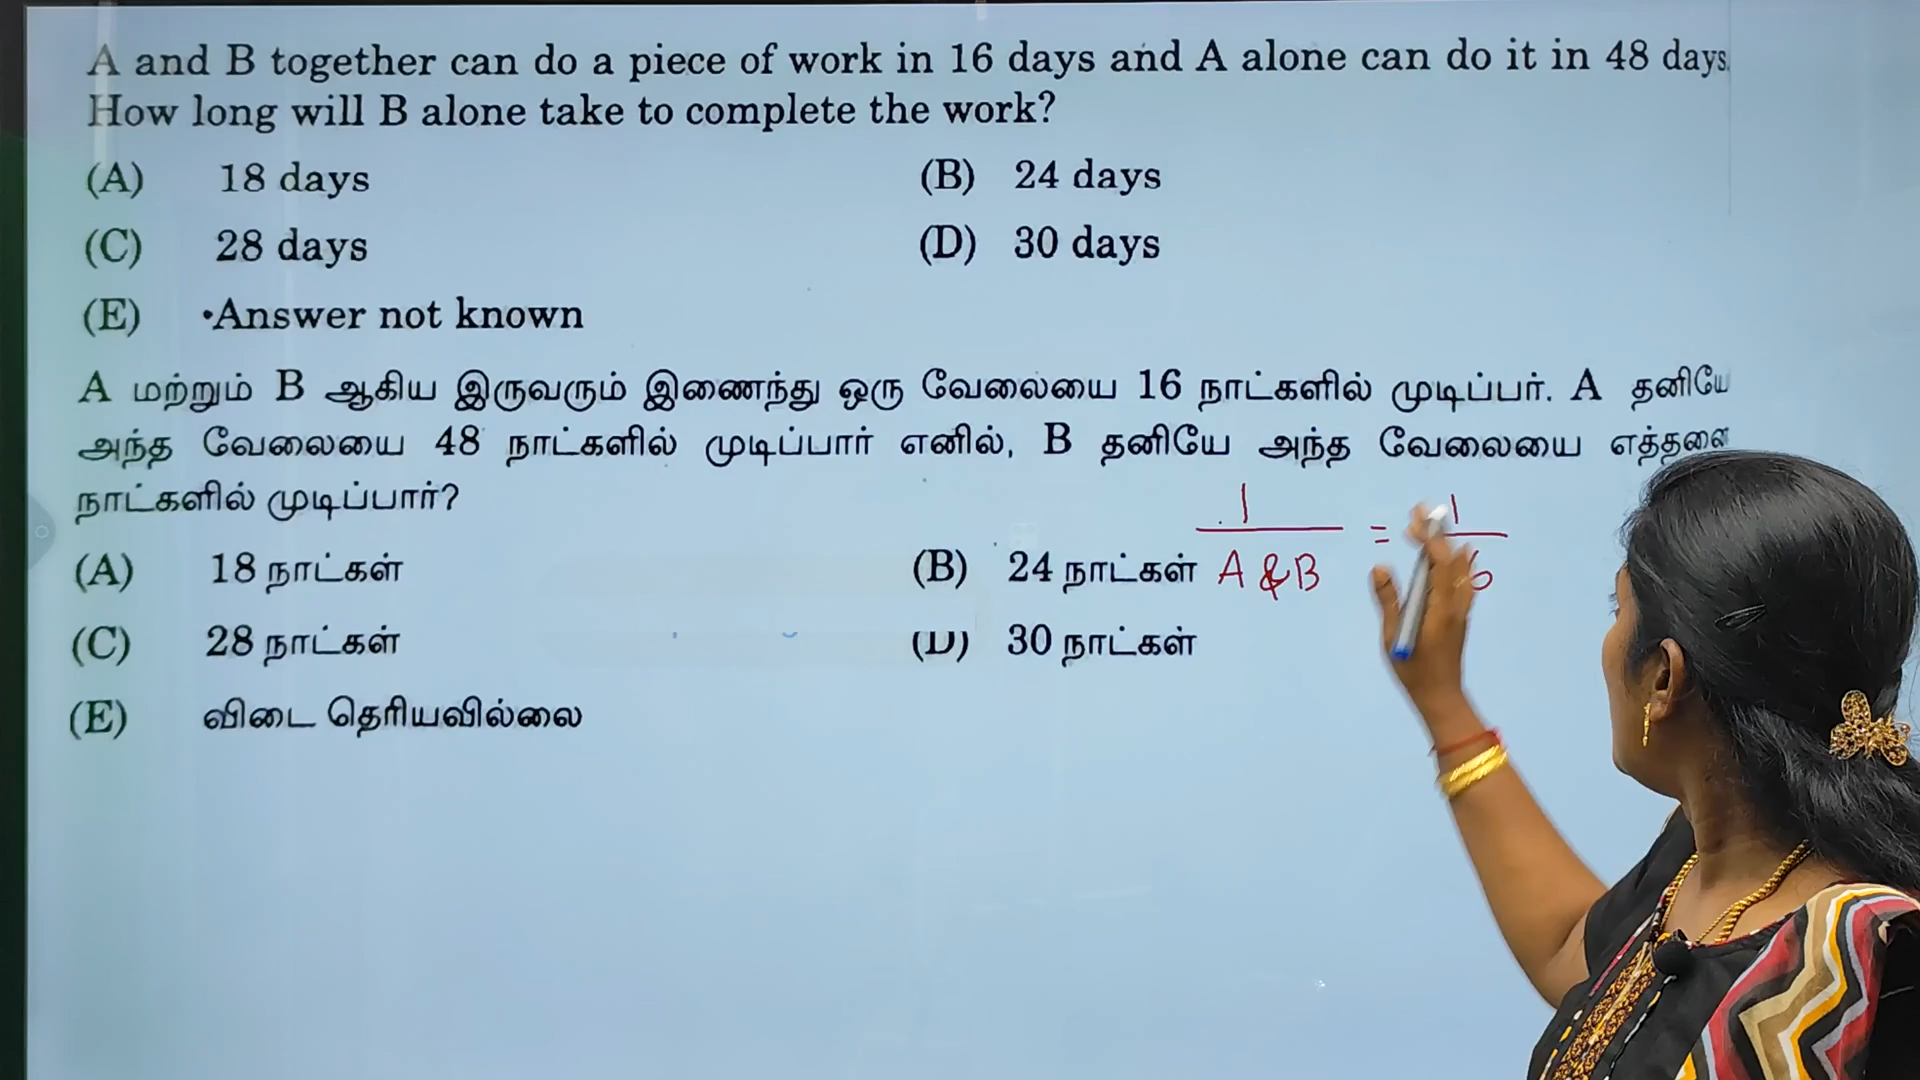 A and B together can do a piece of work in 16 days and A alone can do it in 48 days.
How long will B alone take to complete the work?
(A) 18 days (B) 24 days
(C) 28 days (D) 30 days
(E) •Answer not known
A மற்றும் B ஆகிய இருவரும் இணைந்து ஒரு வேலையை 16 நாட்களில் முடிப்பர். A தனியே
அந்த வேலையை 48 நாட்களில் முடிப்பார் எனில், B தனியே அந்த வேலையை எத்தனை
நாட்களில் முடிப்பார்?
(A) 18 நாட்கள் (B) 24 நாட்கள்
(C) 28 நாட்கள் (D) 30 நாட்கள்
(E) விடை தெரியவில்லை
1 = 1
A & B 6